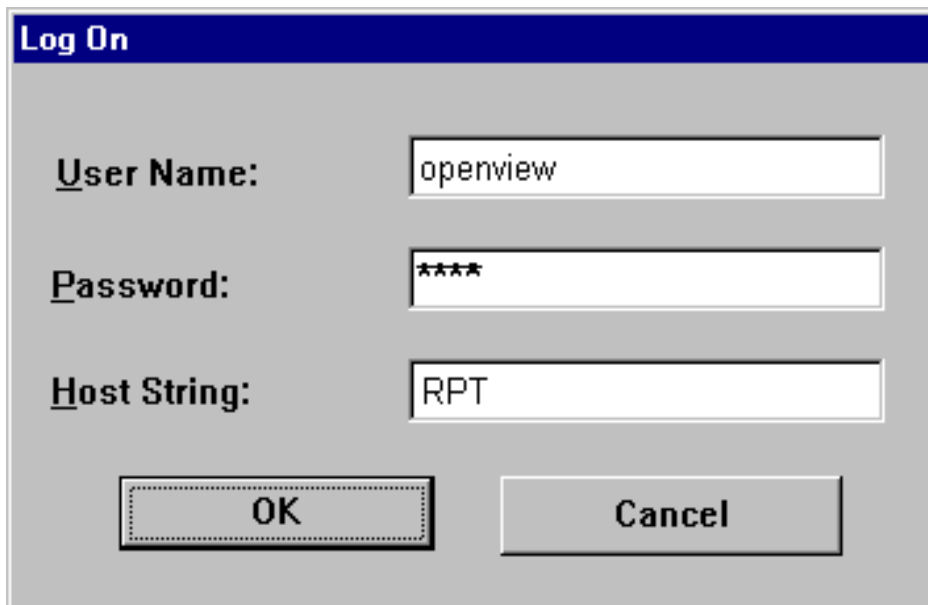 Log On
User Name: openview
Password: ****
Host String: RPT
OK Cancel